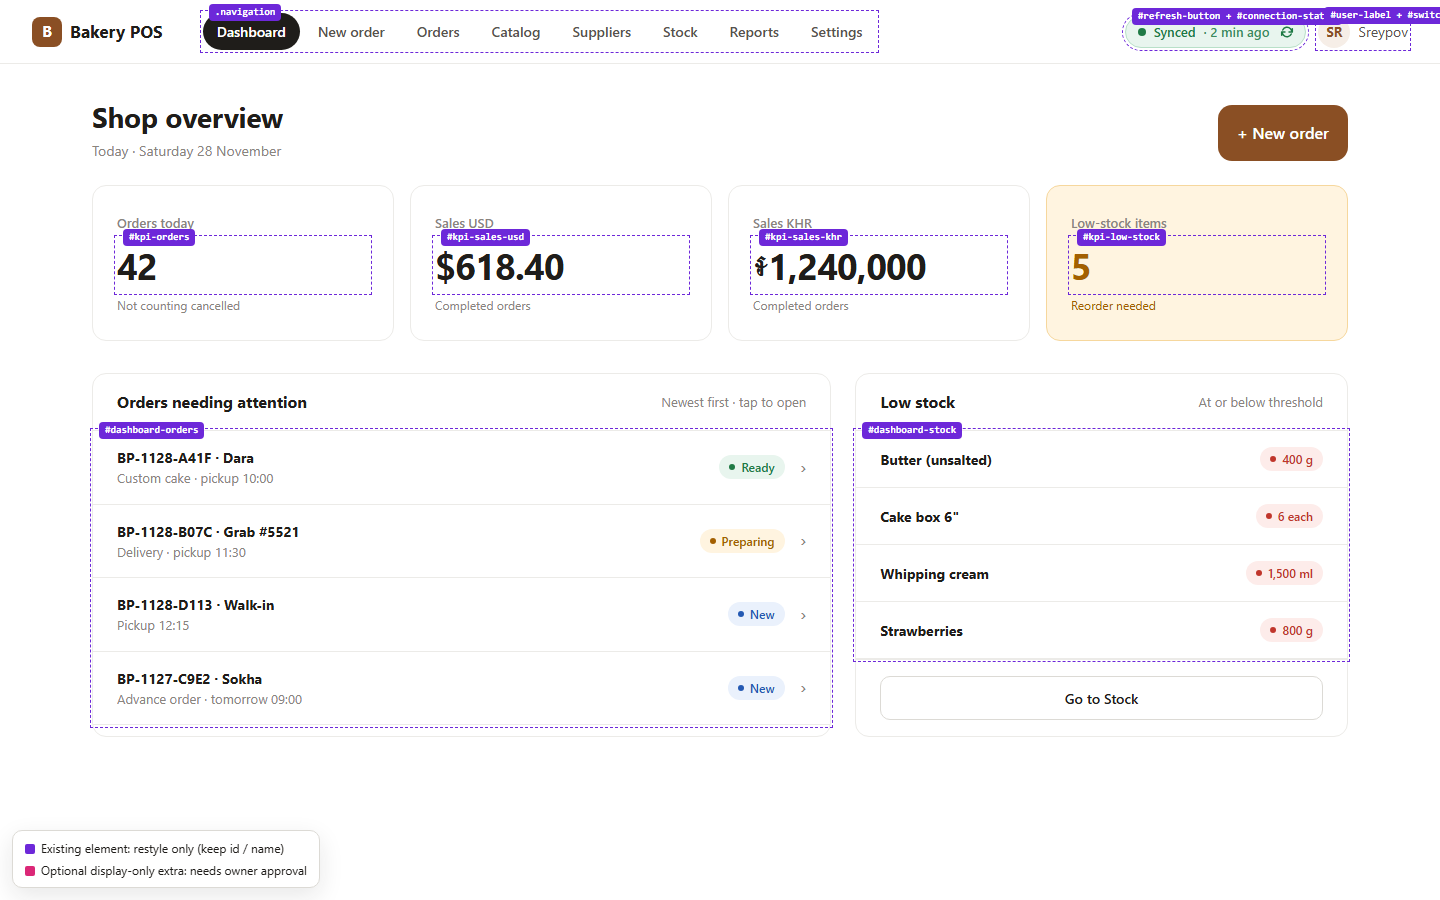 B Bakery POS
.navigation
Dashboard New order Orders Catalog Suppliers Stock Reports Settings
#refresh-button + #connection-stat
#user-label + #switc
Synced · 2 min ago
SR Sreypov
Shop overview
Today · Saturday 28 November
+ New order
Orders today
#kpi-orders
42
Not counting cancelled
Sales USD
#kpi-sales-usd
$618.40
Completed orders
Sales KHR
#kpi-sales-khr
៛1,240,000
Completed orders
Low-stock items
#kpi-low-stock
5
Reorder needed
Orders needing attention
Newest first · tap to open
#dashboard-orders
BP-1128-A41F · Dara
Custom cake · pickup 10:00
Ready ›
BP-1128-B07C · Grab #5521
Delivery · pickup 11:30
Preparing ›
BP-1128-D113 · Walk-in
Pickup 12:15
New ›
BP-1127-C9E2 · Sokha
Advance order · tomorrow 09:00
New ›
Low stock
At or below threshold
#dashboard-stock
Butter (unsalted) 400 g
Cake box 6" 6 each
Whipping cream 1,500 ml
Strawberries 800 g
Go to Stock
Existing element: restyle only (keep id / name)
Optional display-only extra: needs owner approval